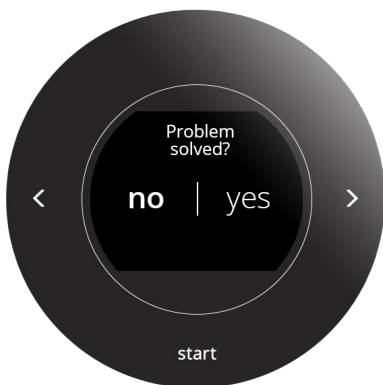 Problem
solved?
no | yes
start